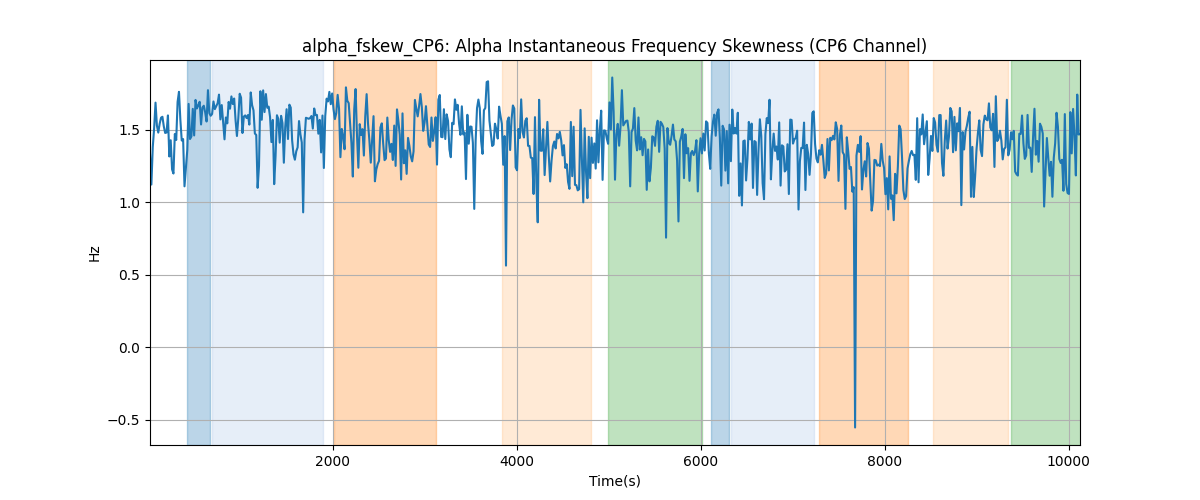 alpha_fskew_CP6: Alpha Instantaneous Frequency Skewness (CP6 Channel)
Hz
1.5
1.0
0.5
0.0
−0.5
2000 4000 6000 8000 10000
Time(s)